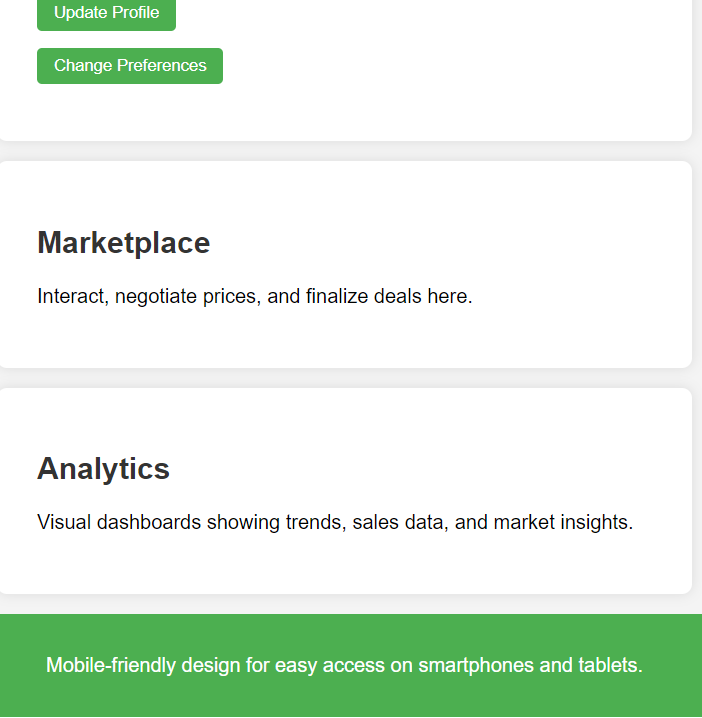 Update Profile
Change Preferences
Marketplace
Interact, negotiate prices, and finalize deals here.
Analytics
Visual dashboards showing trends, sales data, and market insights.
Mobile-friendly design for easy access on smartphones and tablets.